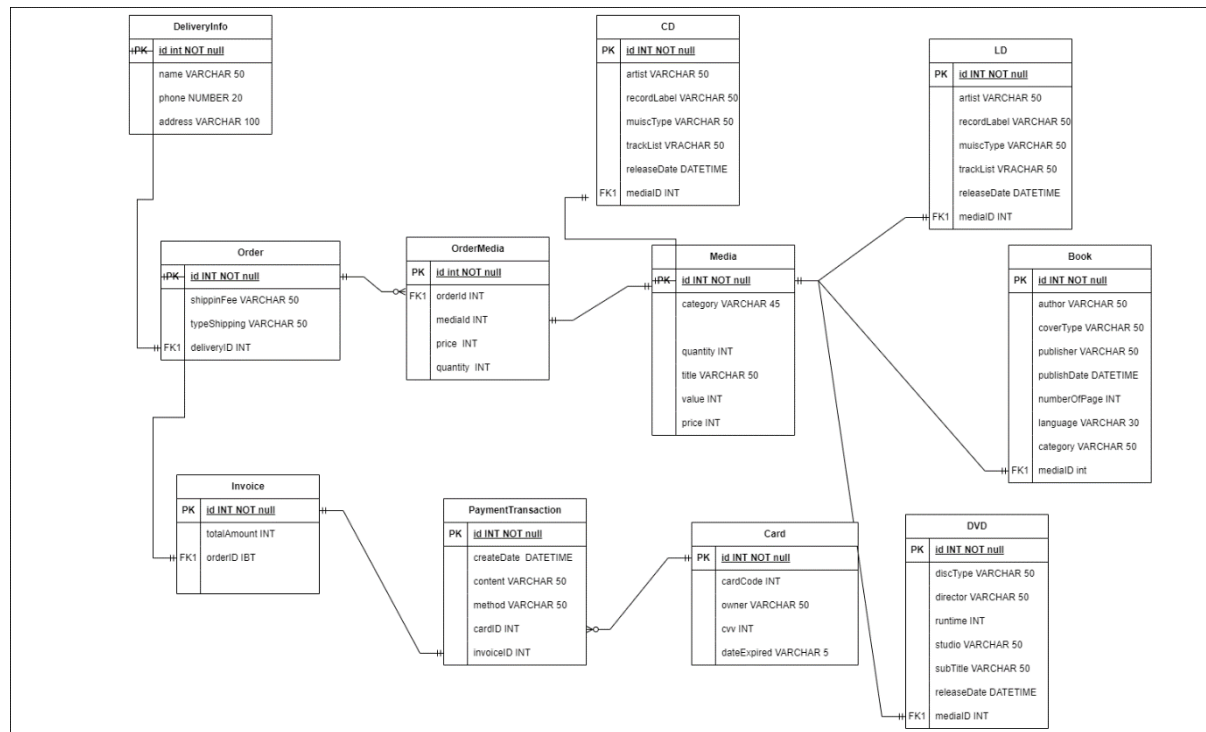 DeliveryInfo
PK id int NOT null
name VARCHAR 50
phone NUMBER 20
address VARCHAR 100
CD
PK id INT NOT null
artist VARCHAR 50
recordLabel VARCHAR 50
muiscType VARCHAR 50
trackList VRACHAR 50
releaseDate DATETIME
FK1 mediaID INT
LD
PK id INT NOT null
artist VARCHAR 50
recordLabel VARCHAR 50
muiscType VARCHAR 50
trackList VRACHAR 50
releaseDate DATETIME
FK1 mediaID INT
Order
PK id INT NOT null
shippinFee VARCHAR 50
typeShipping VARCHAR 50
FK1 deliveryID INT
OrderMedia
PK id int NOT null
FK1 orderId INT
mediaId INT
price INT
quantity INT
Media
PK id INT NOT null
category VARCHAR 45
quantity INT
title VARCHAR 50
value INT
price INT
Book
PK id INT NOT null
author VARCHAR 50
coverType VARCHAR 50
publisher VARCHAR 50
publishDate DATETIME
numberOfPage INT
language VARCHAR 30
category VARCHAR 50
FK1 mediaID int
Invoice
PK id INT NOT null
totalAmount INT
FK1 orderID IBT
PaymentTransaction
PK id INT NOT null
createDate DATETIME
content VARCHAR 50
method VARCHAR 50
cardID INT
invoiceID INT
Card
PK id INT NOT null
cardCode INT
owner VARCHAR 50
cvv INT
dateExpired VARCHAR 5
DVD
PK id INT NOT null
discType VARCHAR 50
director VARCHAR 50
runtime INT
studio VARCHAR 50
subTitle VARCHAR 50
releaseDate DATETIME
FK1 mediaID INT